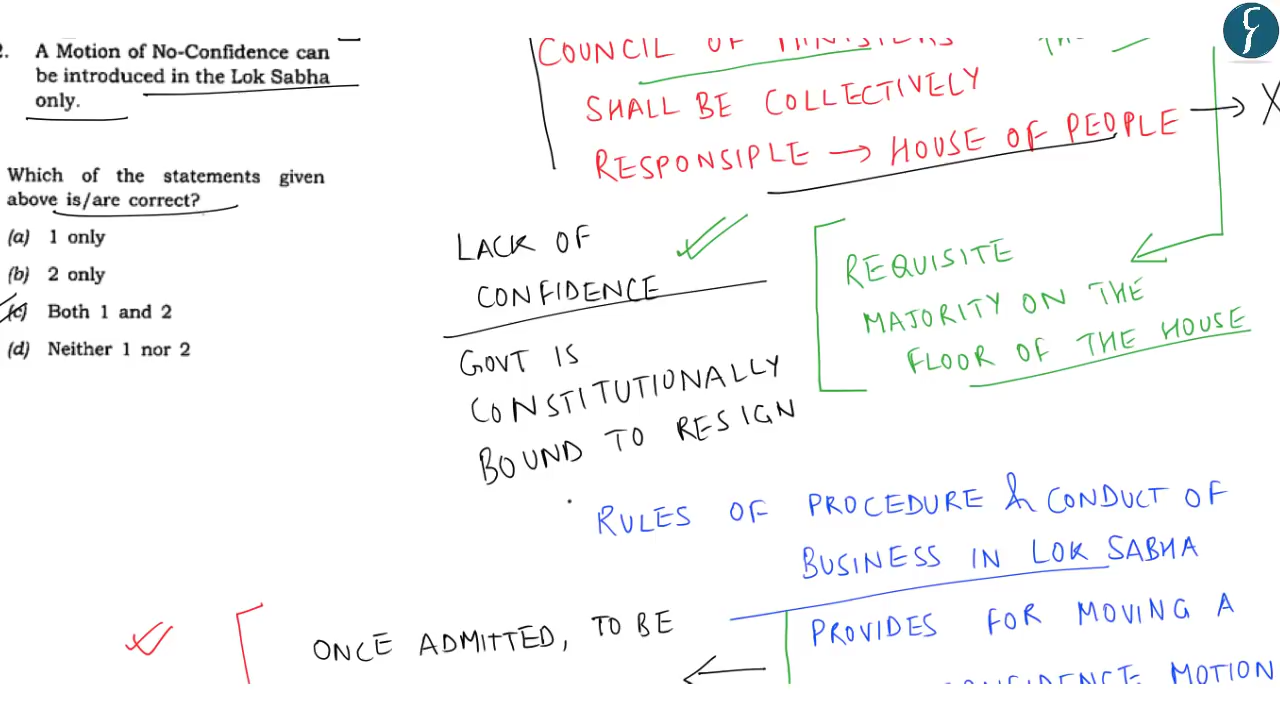 2. A Motion of No-Confidence can
be introduced in the Lok Sabha
only.
Which of the statements given
above is/are correct?
(a) 1 only
(b) 2 only
(c) Both 1 and 2
(d) Neither 1 nor 2
COUNCIL OF MINISTERS
SHALL BE COLLECTIVELY
RESPONSIPLE → HOUSE OF PEOPLE → X
LACK OF
CONFIDENCE
GOVT IS
CONSTITUTIONALLY
BOUND TO RESIGN
REQUISITE
MAJORITY ON THE
FLOOR OF THE HOUSE
RULES OF PROCEDURE & CONDUCT OF
BUSINESS IN LOK SABHA
PROVIDES FOR MOVING A
CONFIDENCE MOTION
ONCE ADMITTED, TO BE